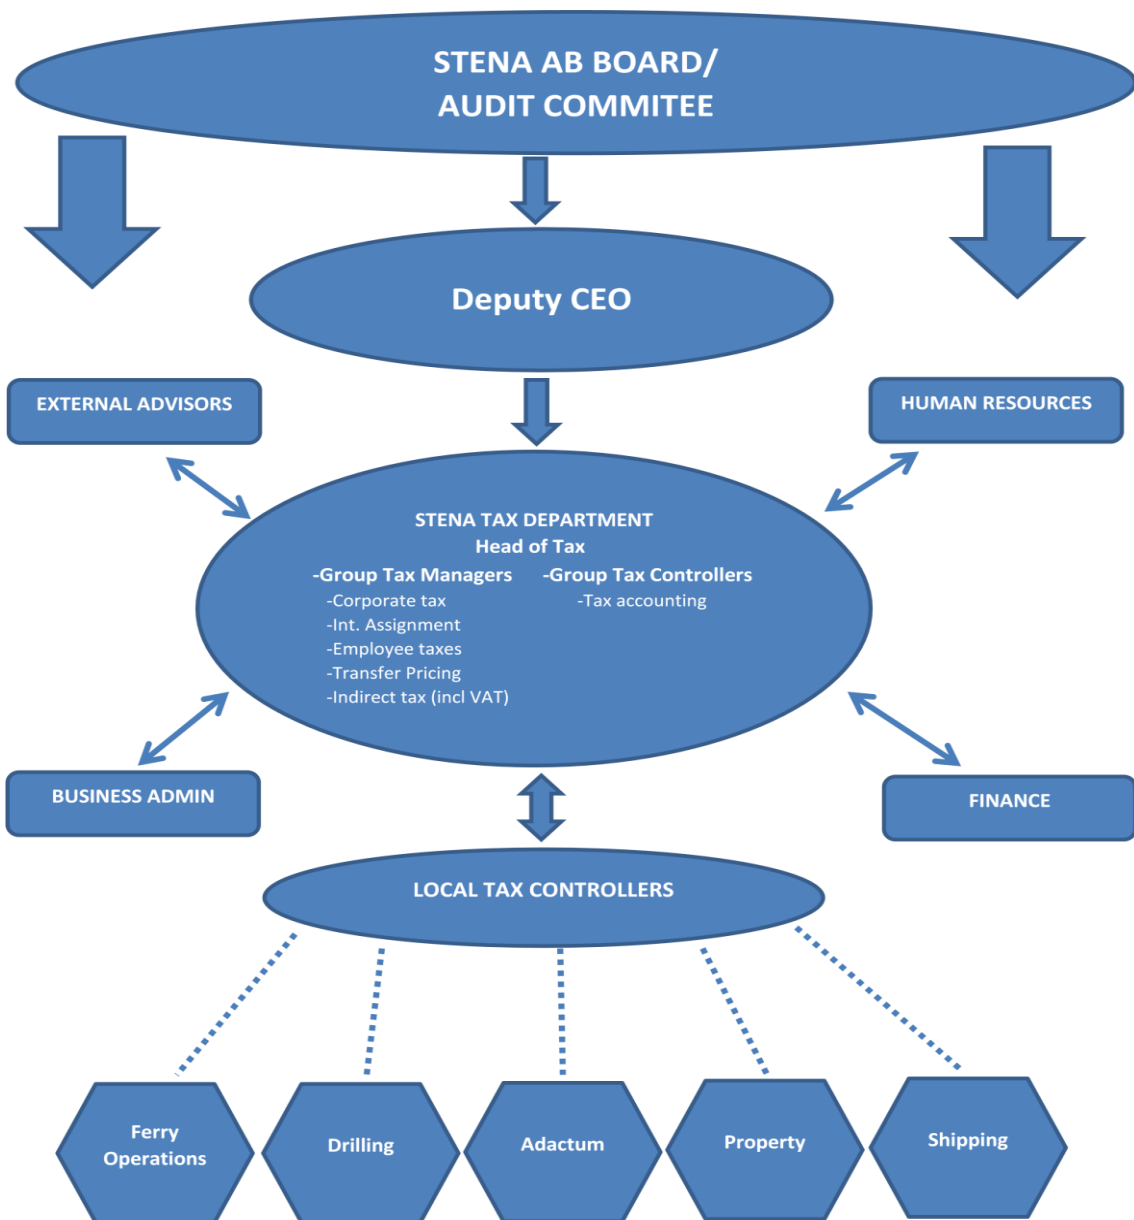 STENA AB BOARD/
AUDIT COMMITEE
Deputy CEO
EXTERNAL ADVISORS
HUMAN RESOURCES
STENA TAX DEPARTMENT
Head of Tax
-Group Tax Managers -Group Tax Controllers
-Corporate tax -Tax accounting
-Int. Assignment
-Employee taxes
-Transfer Pricing
-Indirect tax (incl VAT)
BUSINESS ADMIN
FINANCE
LOCAL TAX CONTROLLERS
Ferry
Operations
Drilling
Adactum
Property
Shipping